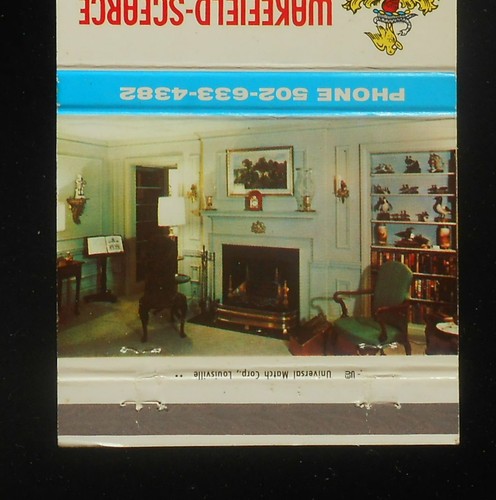 WAKEFIELD-SCEARCE
PHONE 502-633-4382
Universal Match Corp., Louisville